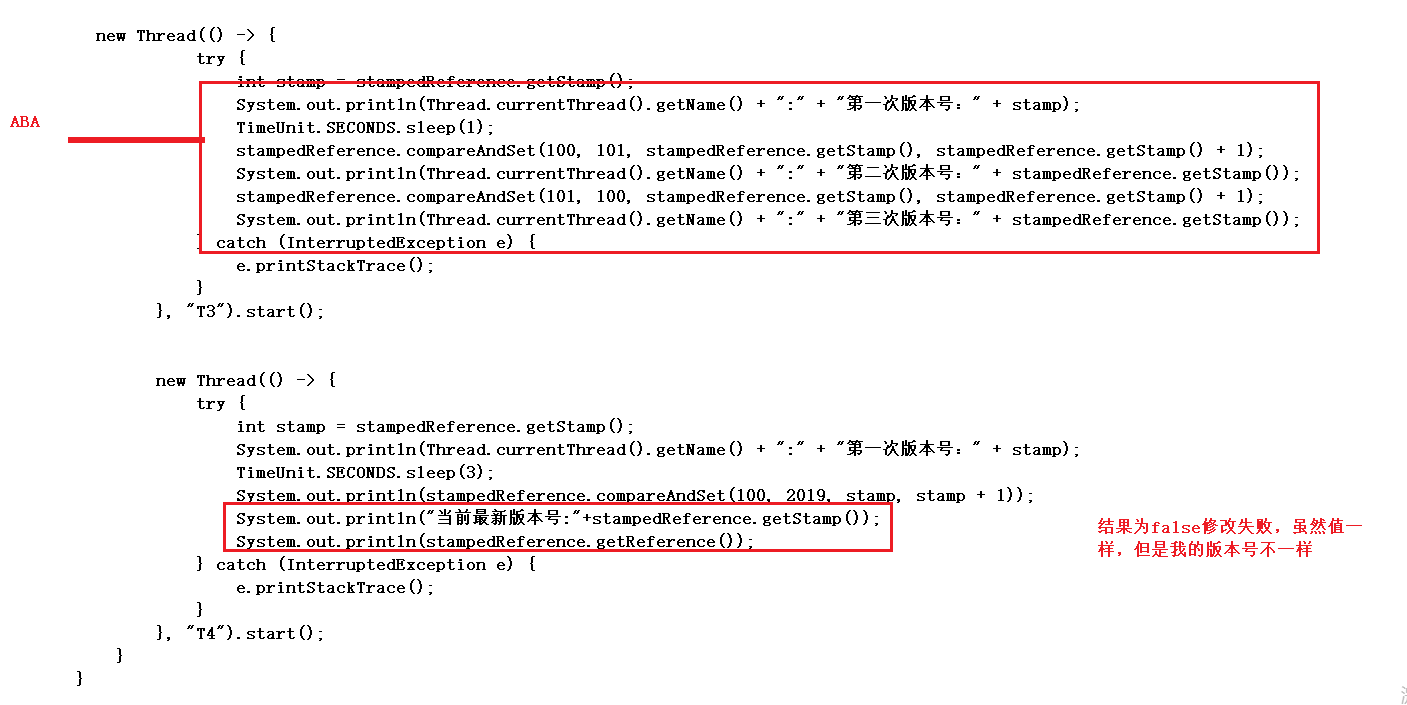 new Thread(() -> {
try {
int stamp = stampedReference.getStamp();
System.out.println(Thread.currentThread().getName() + ":" + "第一次版本号：" + stamp);
ABA
TimeUnit.SECONDS.sleep(1);
stampedReference.compareAndSet(100, 101, stampedReference.getStamp(), stampedReference.getStamp() + 1);
System.out.println(Thread.currentThread().getName() + ":" + "第二次版本号：" + stampedReference.getStamp());
stampedReference.compareAndSet(101, 100, stampedReference.getStamp(), stampedReference.getStamp() + 1);
System.out.println(Thread.currentThread().getName() + ":" + "第三次版本号：" + stampedReference.getStamp());
} catch (InterruptedException e) {
e.printStackTrace();
}
}, "T3").start();
new Thread(() -> {
try {
int stamp = stampedReference.getStamp();
System.out.println(Thread.currentThread().getName() + ":" + "第一次版本号：" + stamp);
TimeUnit.SECONDS.sleep(3);
System.out.println(stampedReference.compareAndSet(100, 2019, stamp, stamp + 1));
System.out.println("当前最新版本号:"+stampedReference.getStamp());
System.out.println(stampedReference.getReference());
结果为false修改失败，虽然值一
样，但是我的版本号不一样
} catch (InterruptedException e) {
e.printStackTrace();
}
}, "T4").start();
}
}